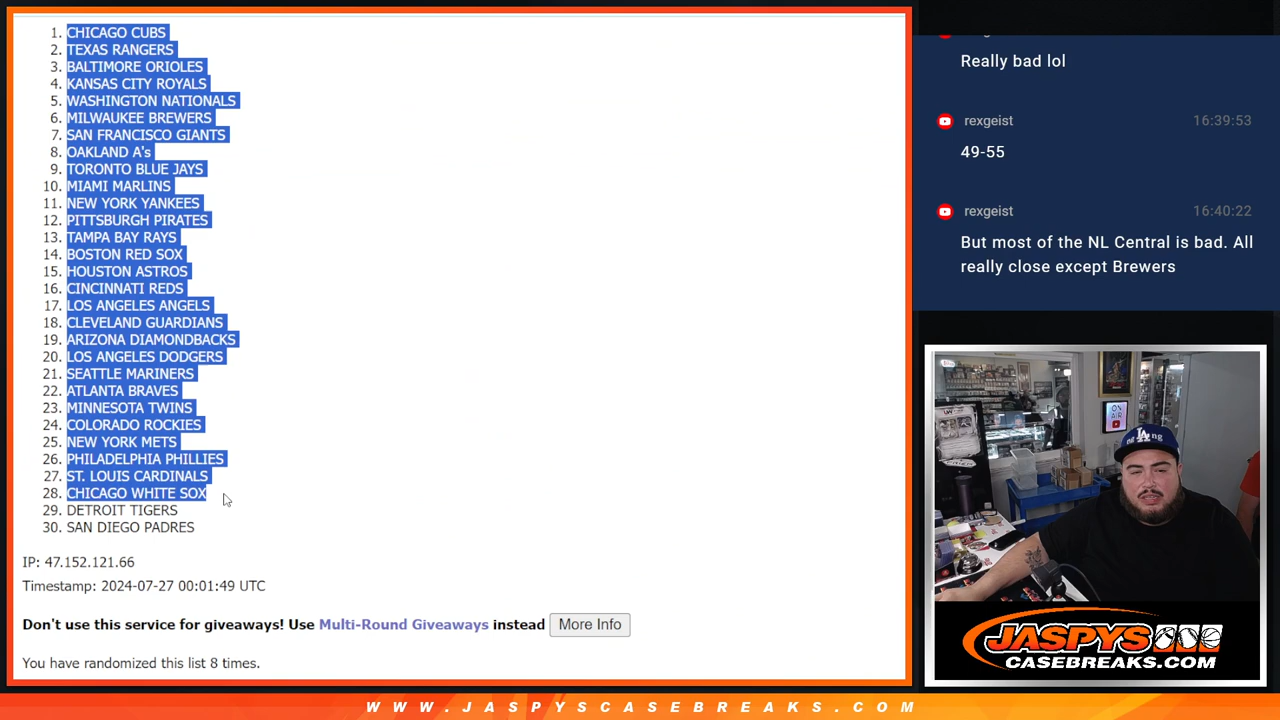 1. CHICAGO CUBS
2. TEXAS RANGERS
3. BALTIMORE ORIOLES
4. KANSAS CITY ROYALS
5. WASHINGTON NATIONALS
6. MILWAUKEE BREWERS
7. SAN FRANCISCO GIANTS
8. OAKLAND A's
9. TORONTO BLUE JAYS
10. MIAMI MARLINS
11. NEW YORK YANKEES
12. PITTSBURGH PIRATES
13. TAMPA BAY RAYS
14. BOSTON RED SOX
15. HOUSTON ASTROS
16. CINCINNATI REDS
17. LOS ANGELES ANGELS
18. CLEVELAND GUARDIANS
19. ARIZONA DIAMONDBACKS
20. LOS ANGELES DODGERS
21. SEATTLE MARINERS
22. ATLANTA BRAVES
23. MINNESOTA TWINS
24. COLORADO ROCKIES
25. NEW YORK METS
26. PHILADELPHIA PHILLIES
27. ST. LOUIS CARDINALS
28. CHICAGO WHITE SOX
29. DETROIT TIGERS
30. SAN DIEGO PADRES
IP: 47.152.121.66
Timestamp: 2024-07-27 00:01:49 UTC
Don't use this service for giveaways! Use Multi-Round Giveaways instead More Info
You have randomized this list 8 times.
Really bad lol
rexgeist 16:39:53
49-55
rexgeist 16:40:22
But most of the NL Central is bad. All
really close except Brewers
ON
AIR
LA
JASPYS
CASEBREAKS.COM
WWW.JASPYSCASEBREAKS.COM